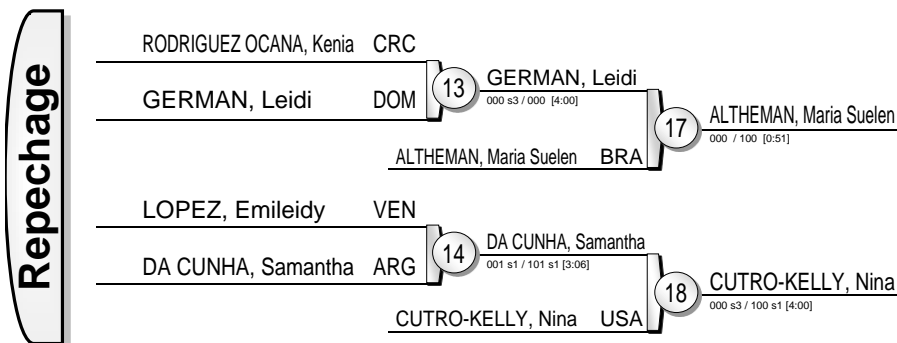 Repechage
RODRIGUEZ OCANA, Kenia CRC
GERMAN, Leidi DOM
13
GERMAN, Leidi
000 s3 / 000 [4:00]
ALTHEMAN, Maria Suelen BRA
17
ALTHEMAN, Maria Suelen
000 / 100 [0:51]
LOPEZ, Emileidy VEN
DA CUNHA, Samantha ARG
14
DA CUNHA, Samantha
001 s1 / 101 s1 [3:06]
CUTRO-KELLY, Nina USA
18
CUTRO-KELLY, Nina
000 s3 / 100 s1 [4:00]